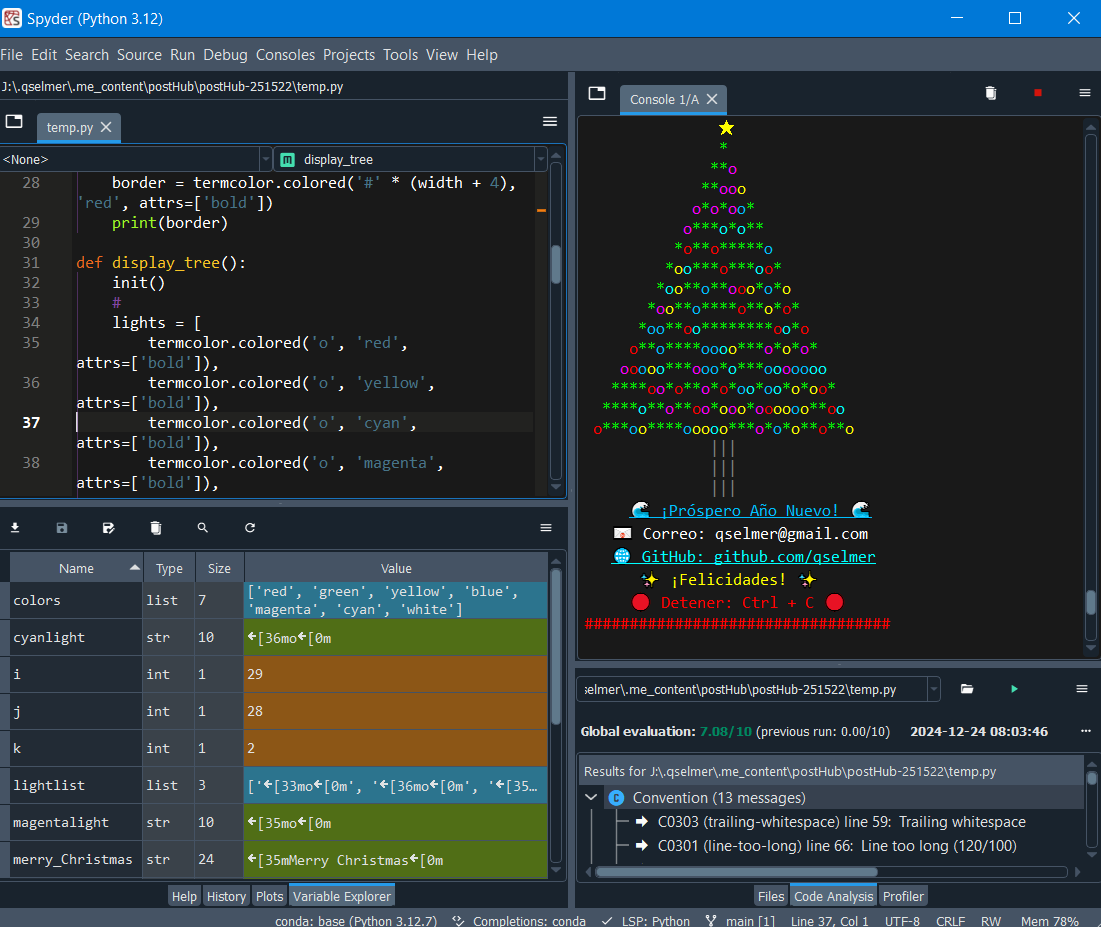 Spyder (Python 3.12)
File Edit Search Source Run Debug Consoles Projects Tools View Help
J:\.qselmer\.me_content\postHub\postHub-251522\temp.py
temp.py
<None> display_tree
28 border = termcolor.colored('#' * (width + 4),
'red', attrs=['bold'])
29 print(border)
30
31 def display_tree():
32 init()
33 #
34 lights = [
35 termcolor.colored('o', 'red',
attrs=['bold']),
36 termcolor.colored('o', 'yellow',
attrs=['bold']),
37 termcolor.colored('o', 'cyan',
attrs=['bold']),
38 termcolor.colored('o', 'magenta',
attrs=['bold']),
Name Type Size Value
colors list 7 ['red', 'green', 'yellow', 'blue',
'magenta', 'cyan', 'white']
cyanlight str 10 ←[36mo←[0m
i int 1 29
j int 1 28
k int 1 2
lightlist list 3 ['←[33mo←[0m', '←[36mo←[0m', '←[35…
magentalight str 10 ←[35mo←[0m
merry_Christmas str 24 ←[35mMerry Christmas←[0m
Help History Plots Variable Explorer
Console 1/A
*
**o
**ooo
o*o*oo*
o***o*o**
*o**o*****o
*oo***o***oo*
*oo**o**ooo*o*o
*oo**o****o**o*o*
*oo**oo********oo*o
o**o****oooo***o*o*o*
ooooo***ooo*o***ooooooo
****oo*o**o*o*oo*oo*o*oo*
****o**o**oo*ooo*oooooo**oo
o***oo****ooooo***o*o*o**o**o
|||
|||
|||
¡Próspero Año Nuevo!
Correo: qselmer@gmail.com
GitHub: github.com/qselmer
¡Felicidades!
Detener: Ctrl + C
##################################
selmer\.me_content\postHub\postHub-251522\temp.py
Global evaluation: 7.08/10 (previous run: 0.00/10) 2024-12-24 08:03:46
Results for J:\.qselmer\.me_content\postHub\postHub-251522\temp.py
C Convention (13 messages)
C0303 (trailing-whitespace) line 59: Trailing whitespace
C0301 (line-too-long) line 66: Line too long (120/100)
Files Code Analysis Profiler
conda: base (Python 3.12.7) Completions: conda LSP: Python main [1] Line 37, Col 1 UTF-8 CRLF RW Mem 78%